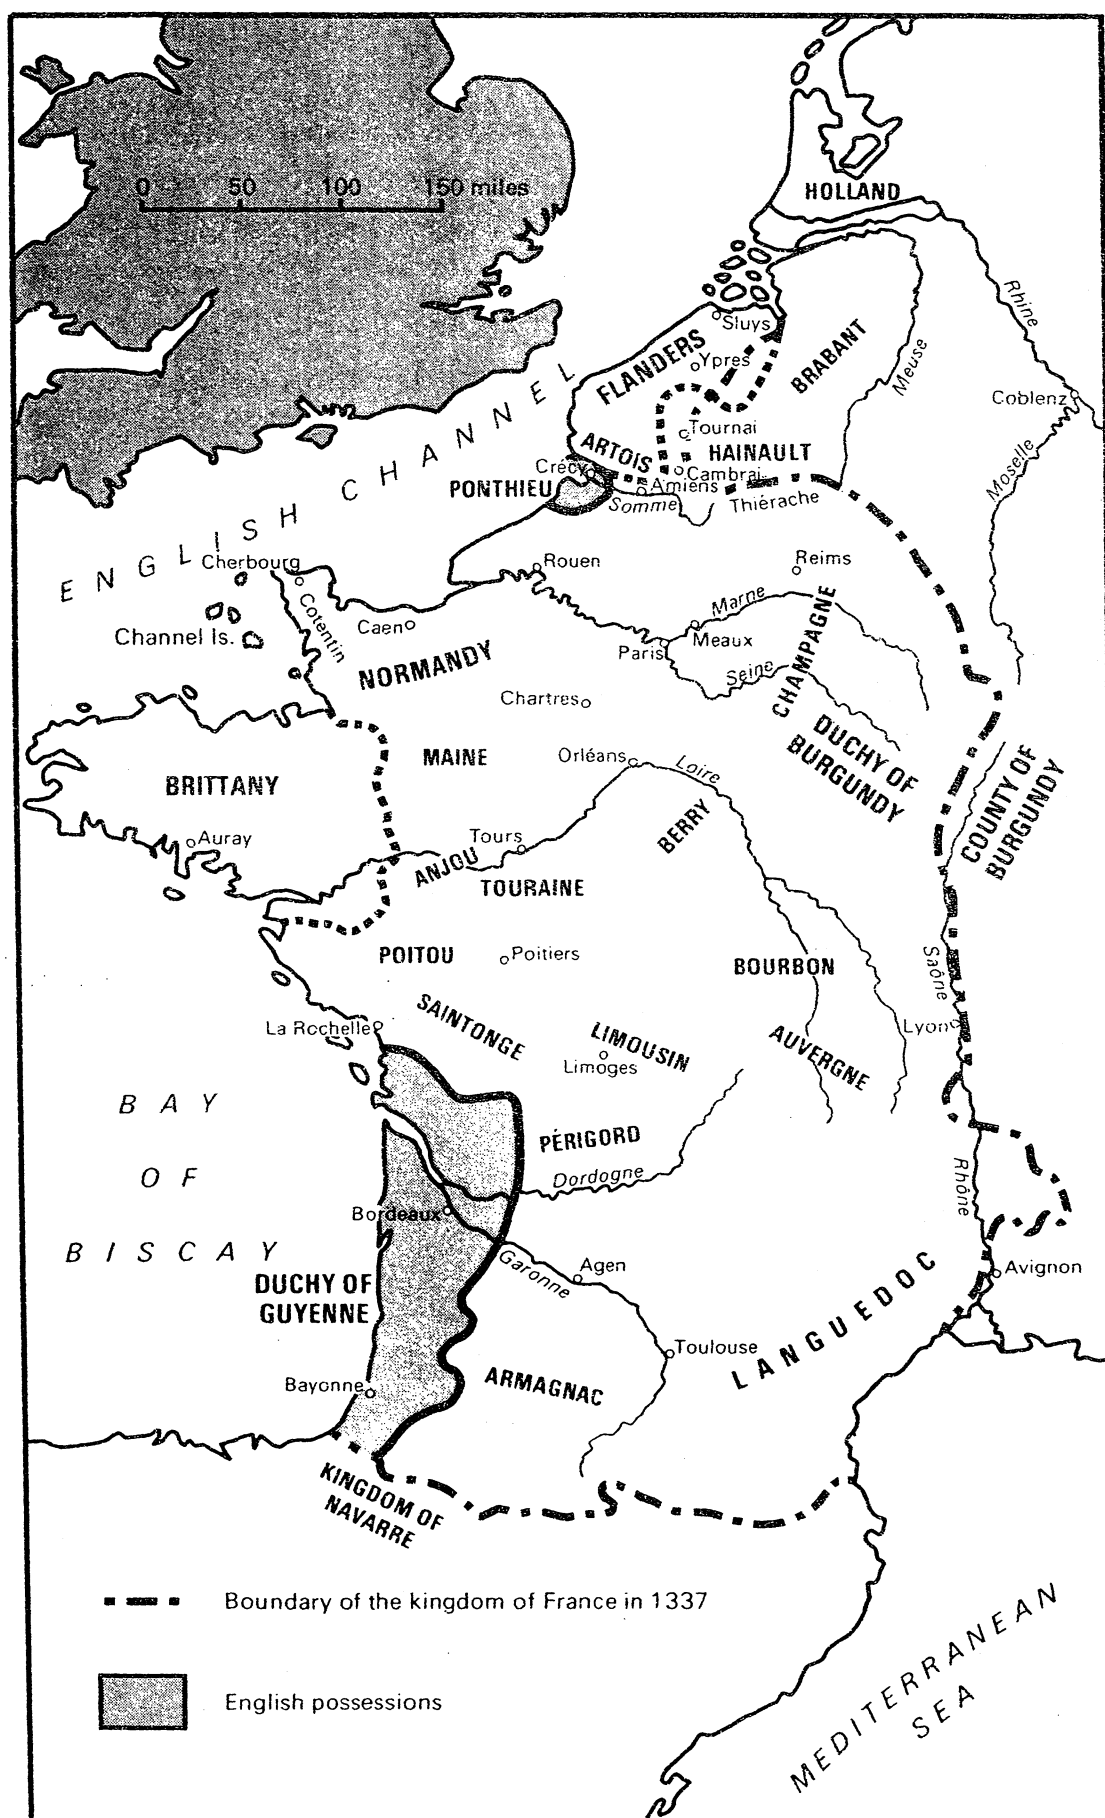 0 50 100 150 miles
HOLLAND
Rhine
Sluys
FLANDERS
Ypres
BRABANT
Meuse
Coblenz
ENGLISH CHANNEL
Tournai
ARTOIS
HAINAULT
Moselle
Crécy
Cambrai
PONTHIEU
Amiens
Somme
Thiérache
Cherbourg
Rouen
Reims
Cotentin
Marne
Channel Is.
Caen
Meaux
Paris
CHAMPAGNE
NORMANDY
Seine
Chartres
DUCHY OF
BURGUNDY
MAINE
Orléans
Loire
COUNTY OF
BURGUNDY
BRITTANY
BERRY
Auray
Tours
ANJOU
TOURAINE
POITOU
Poitiers
BOURBON
Saône
SAINTONGE
La Rochelle
LIMOUSIN
Limoges
AUVERGNE
Lyon
BAY
OF
BISCAY
PÉRIGORD
Dordogne
Rhône
Bordeaux
Garonne
Agen
Avignon
DUCHY OF
GUYENNE
LANGUEDOC
Toulouse
Bayonne
ARMAGNAC
KINGDOM OF
NAVARRE
Boundary of the kingdom of France in 1337
English possessions
MEDITERRANEAN
SEA